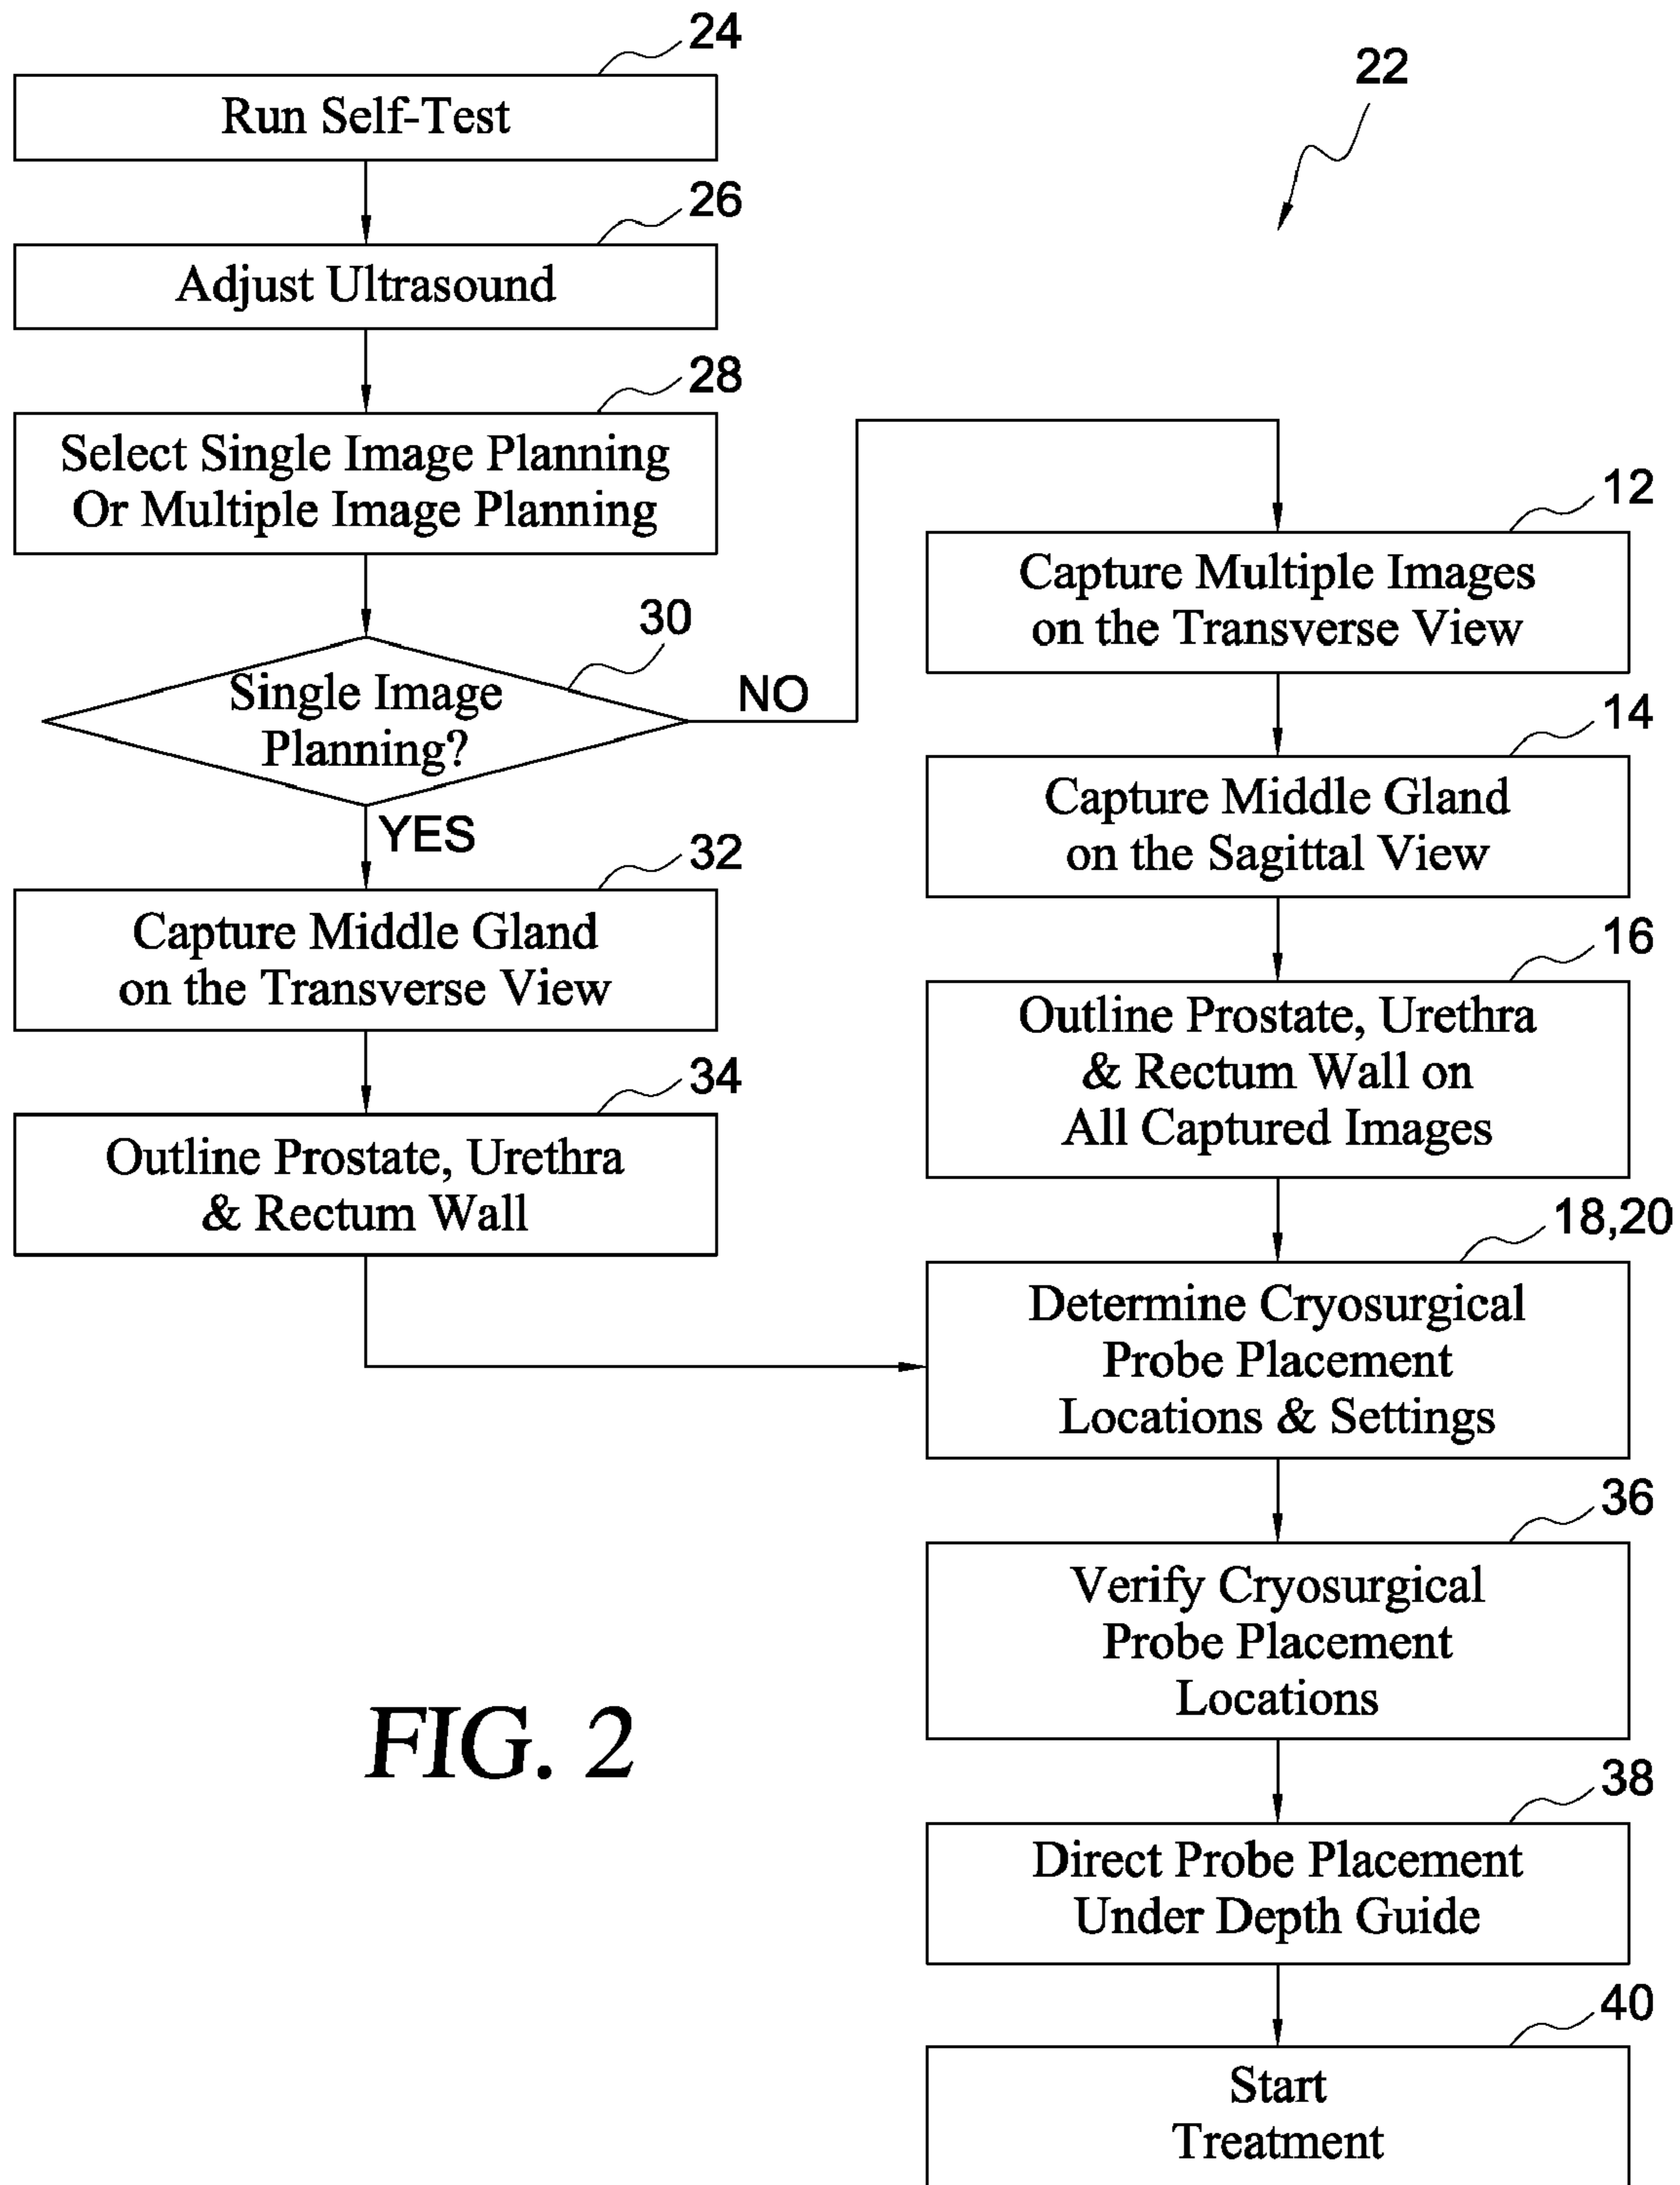 24
Run Self-Test
26
Adjust Ultrasound
28
Select Single Image Planning
Or Multiple Image Planning
30
Single Image
Planning?
NO
YES
32
Capture Middle Gland
on the Transverse View
34
Outline Prostate, Urethra
& Rectum Wall
22
12
Capture Multiple Images
on the Transverse View
14
Capture Middle Gland
on the Sagittal View
16
Outline Prostate, Urethra
& Rectum Wall on
All Captured Images
18,20
Determine Cryosurgical
Probe Placement
Locations & Settings
36
Verify Cryosurgical
Probe Placement
Locations
38
Direct Probe Placement
Under Depth Guide
40
Start
Treatment
FIG. 2